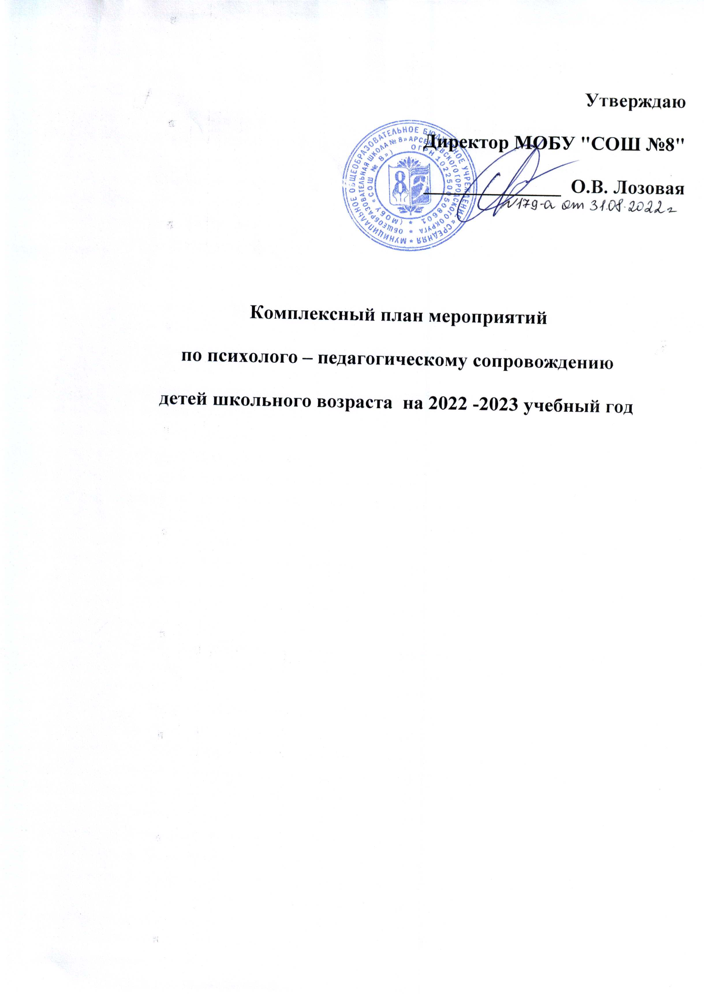 Утверждаю
Директор МОБУ "СОШ №8"
О.В. Лозовая
№179-а от 31.08.2022г
МУНИЦИПАЛЬНОЕ ОБЩЕОБРАЗОВАТЕЛЬНОЕ БЮДЖЕТНОЕ УЧРЕЖДЕНИЕ «СРЕДНЯЯ *
ОБЩЕОБРАЗОВАТЕЛЬНАЯ ШКОЛА № 8» АРСЕНЬЕВСКОГО ГОРОДСКОГО ОКРУГА *
(МОБУ «СОШ № 8») ОГРН 1022500508601 *
8
Комплексный план мероприятий
по психолого – педагогическому сопровождению
детей школьного возраста на 2022 -2023 учебный год